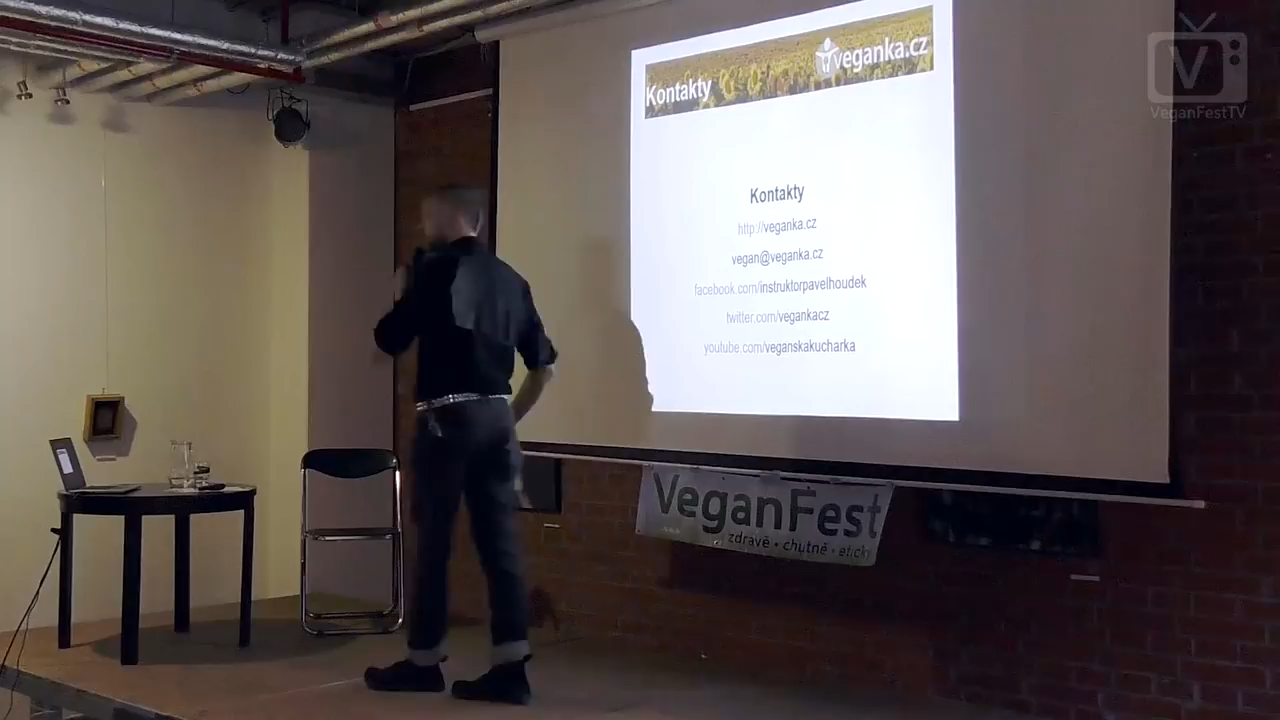 veganka.cz
Kontakty
Kontakty
http://veganka.cz
vegan@veganka.cz
facebook.com/instruktorpavelhoudek
twitter.com/vegankacz
youtube.com/veganskakucharka
V
VeganFestTV
VeganFest
zdravě • chutně • eticky